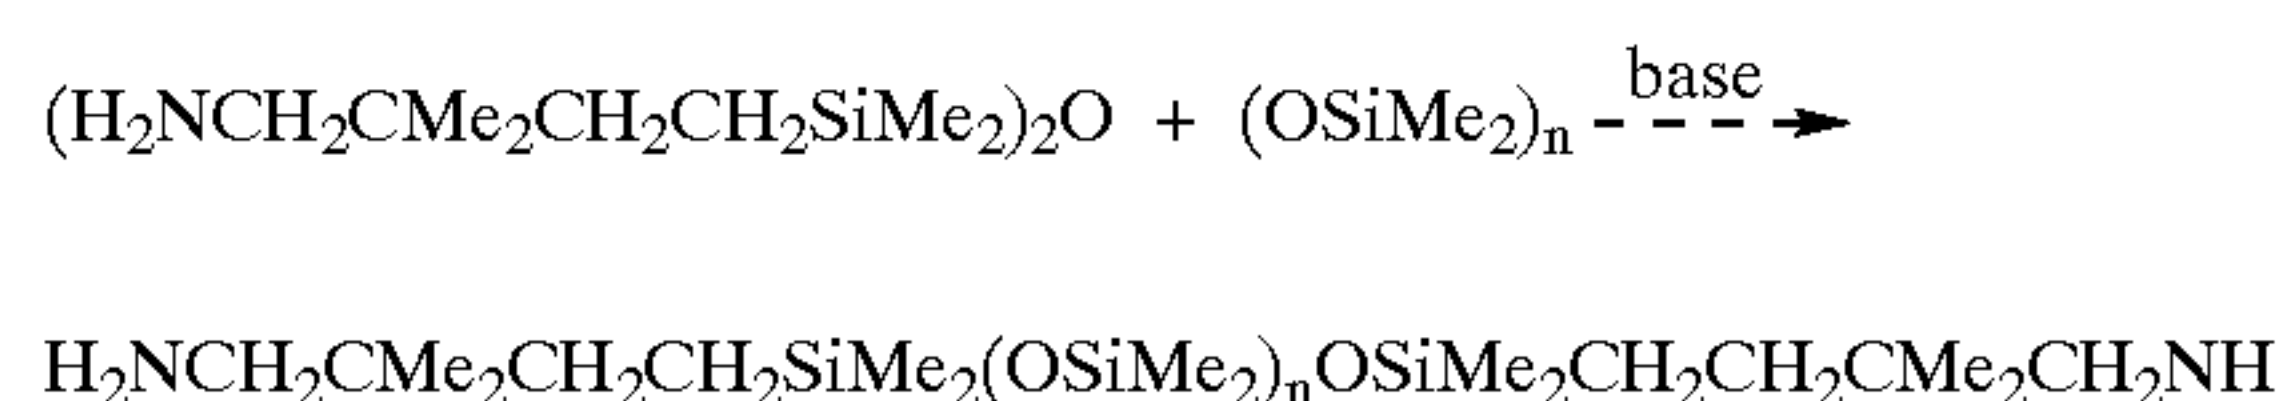 (H₂NCH₂CMe₂CH₂CH₂SiMe₂)₂O + (OSiMe₂)ₙ base
H₂NCH₂CMe₂CH₂CH₂SiMe₂(OSiMe₂)ₙOSiMe₂CH₂CH₂CMe₂CH₂NH